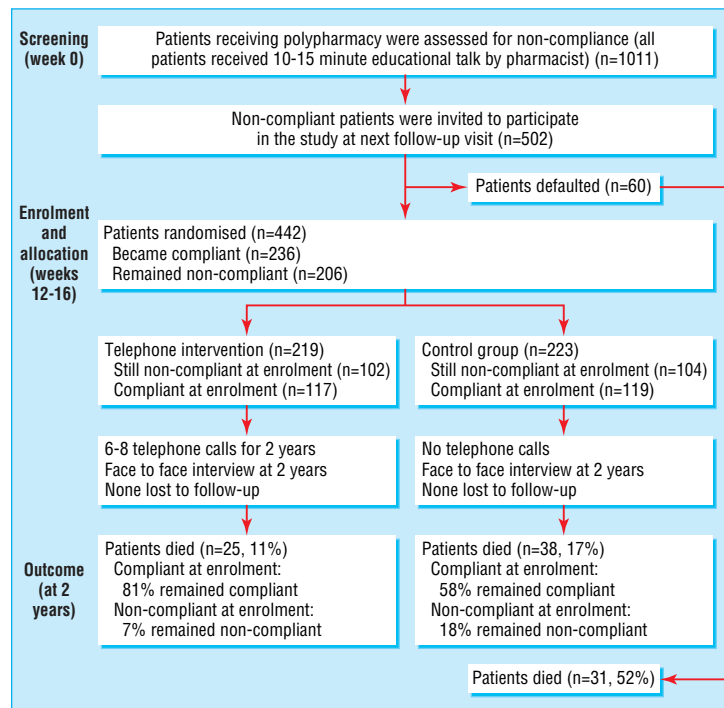 Screening
(week 0)
Patients receiving polypharmacy were assessed for non-compliance (all
patients received 10-15 minute educational talk by pharmacist) (n=1011)
Non-compliant patients were invited to participate
in the study at next follow-up visit (n=502)
Patients defaulted (n=60)
Enrolment
and
allocation
(weeks
12-16)
Patients randomised (n=442)
Became compliant (n=236)
Remained non-compliant (n=206)
Telephone intervention (n=219)
Still non-compliant at enrolment (n=102)
Compliant at enrolment (n=117)
Control group (n=223)
Still non-compliant at enrolment (n=104)
Compliant at enrolment (n=119)
6-8 telephone calls for 2 years
Face to face interview at 2 years
None lost to follow-up
No telephone calls
Face to face interview at 2 years
None lost to follow-up
Outcome
(at 2
years)
Patients died (n=25, 11%)
Compliant at enrolment:
81% remained compliant
Non-compliant at enrolment:
7% remained non-compliant
Patients died (n=38, 17%)
Compliant at enrolment:
58% remained compliant
Non-compliant at enrolment:
18% remained non-compliant
Patients died (n=31, 52%)